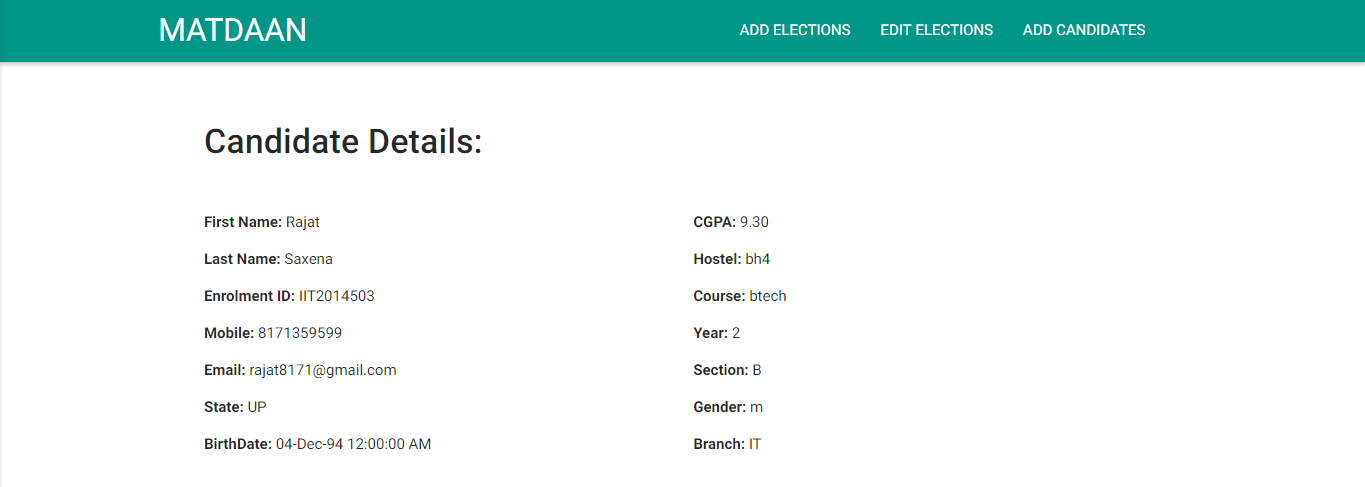 MATDAAN
ADD ELECTIONS
EDIT ELECTIONS
ADD CANDIDATES
Candidate Details:
First Name: Rajat
Last Name: Saxena
Enrolment ID: IIT2014503
Mobile: 8171359599
Email: rajat8171@gmail.com
State: UP
BirthDate: 04-Dec-94 12:00:00 AM
CGPA: 9.30
Hostel: bh4
Course: btech
Year: 2
Section: B
Gender: m
Branch: IT